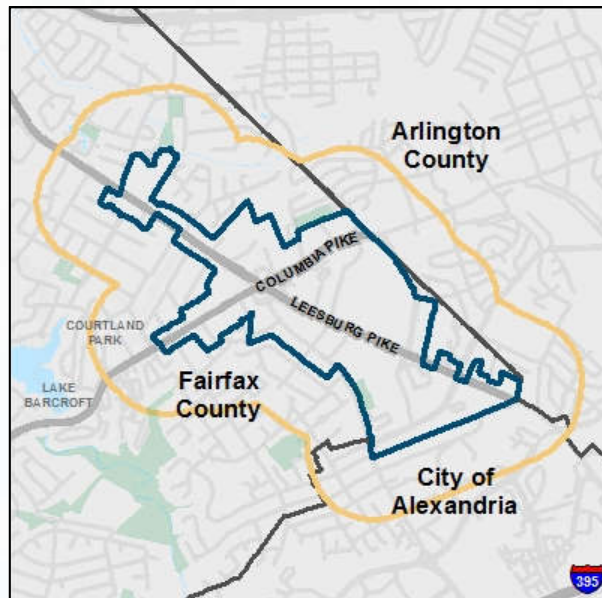 Arlington
County
COLUMBIA PIKE
LEESBURG PIKE
COURTLAND
PARK
LAKE
BARCROFT
Fairfax
County
City of
Alexandria
395